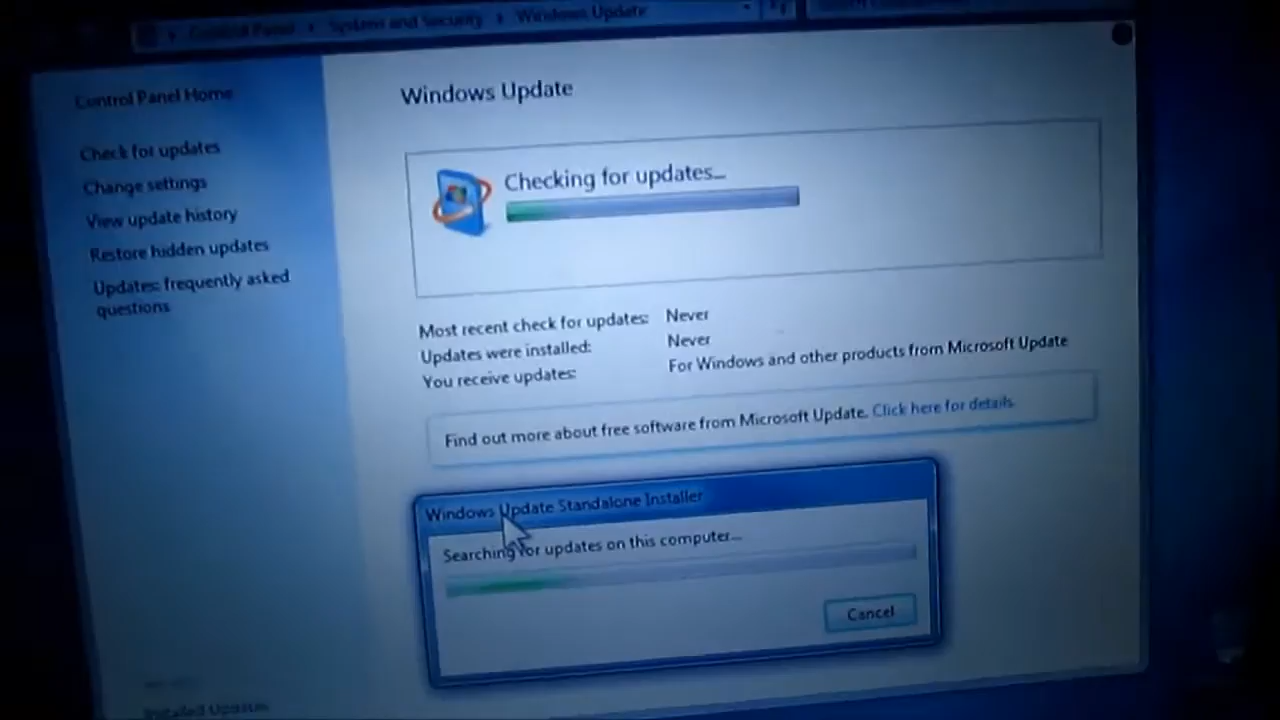 Control Panel
System and Security
Windows Update
Control Panel Home
Check for updates
Change settings
View update history
Restore hidden updates
Updates: frequently asked
questions
Installed Updates
Windows Update
Checking for updates...
Most recent check for updates: Never
Updates were installed: Never
You receive updates: For Windows and other products from Microsoft Update
Find out more about free software from Microsoft Update. Click here for details.
Windows Update Standalone Installer
Searching for updates on this computer...
Cancel